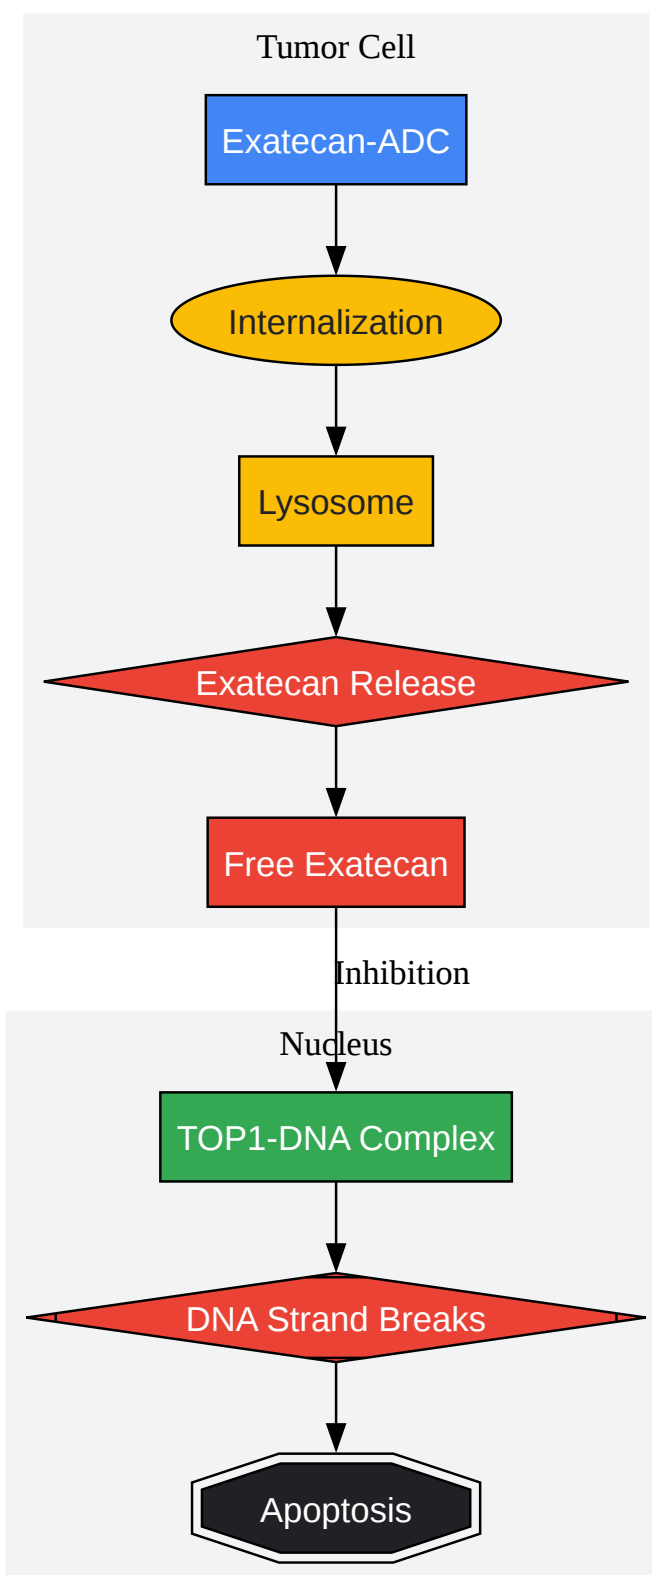 Tumor Cell
Exatecan-ADC
Internalization
Lysosome
Exatecan Release
Free Exatecan
Inhibition
Nucleus
TOP1-DNA Complex
DNA Strand Breaks
Apoptosis